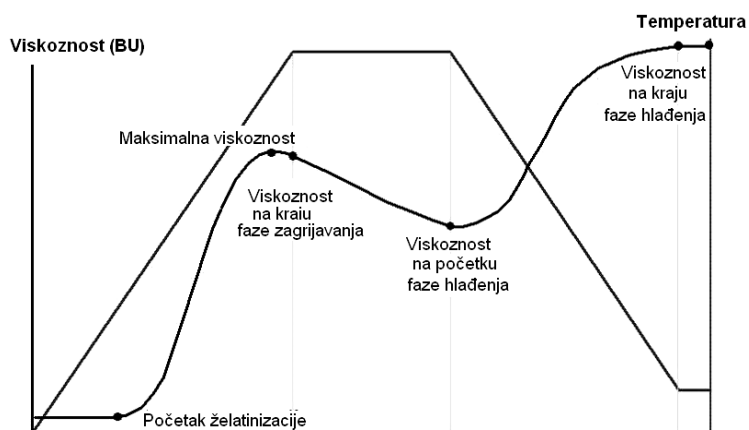 Temperatura
Viskoznost (BU)
Viskoznost
na kraju
faze hlađenja
Maksimalna viskoznost
Viskoznost
na kraiu
faze zagrijavanja
Viskoznost
na početku
faze hlađenja
Početak želatinizacije